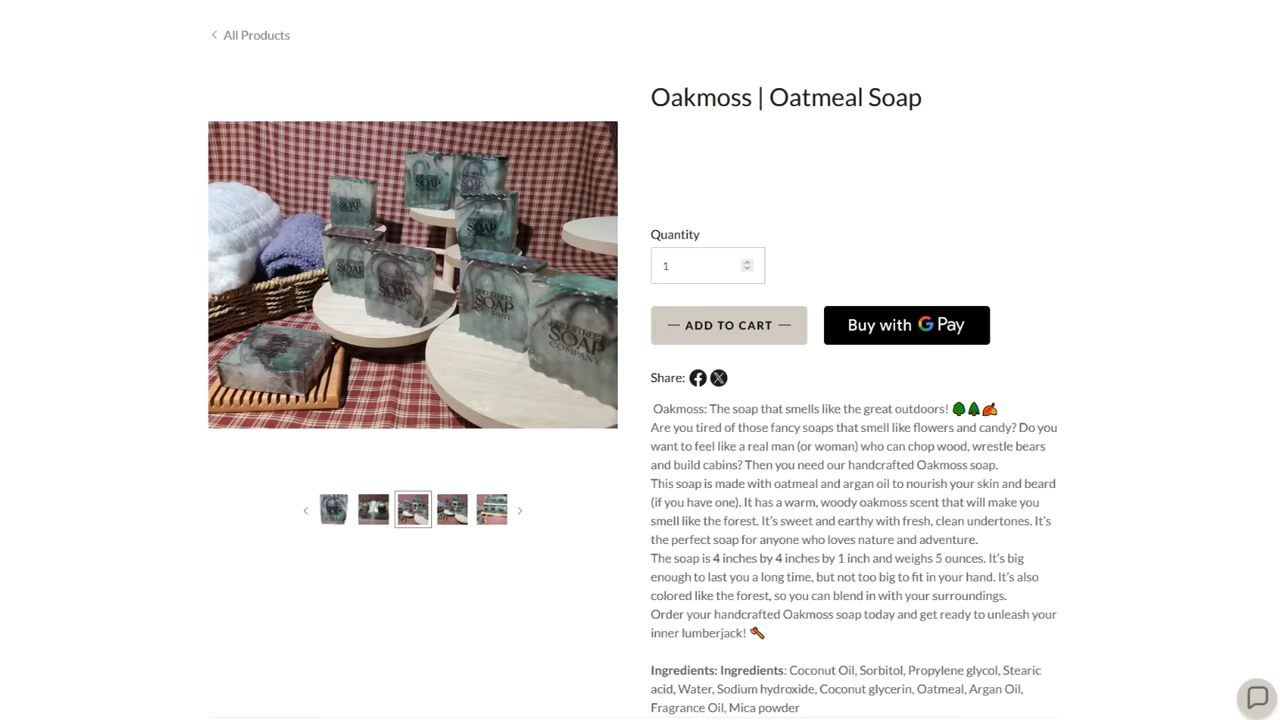 All Products
Oakmoss | Oatmeal Soap
Quantity
1
— ADD TO CART —
Buy with G Pay
Share:
Oakmoss: The soap that smells like the great outdoors! 🌳🌲🍂
Are you tired of those fancy soaps that smell like flowers and candy? Do you
want to feel like a real man (or woman) who can chop wood, wrestle bears
and build cabins? Then you need our handcrafted Oakmoss soap.
This soap is made with oatmeal and argan oil to nourish your skin and beard
(if you have one). It has a warm, woody oakmoss scent that will make you
smell like the forest. It's sweet and earthy with fresh, clean undertones. It's
the perfect soap for anyone who loves nature and adventure.
The soap is 4 inches by 4 inches by 1 inch and weighs 5 ounces. It's big
enough to last you a long time, but not too big to fit in your hand. It's also
colored like the forest, so you can blend in with your surroundings.
Order your handcrafted Oakmoss soap today and get ready to unleash your
inner lumberjack! 🪓
Ingredients: Ingredients: Coconut Oil, Sorbitol, Propylene glycol, Stearic
acid, Water, Sodium hydroxide, Coconut glycerin, Oatmeal, Argan Oil,
Fragrance Oil, Mica powder
SOAP
SOAP
SOAP
SOAP
SOAP
STREET
SOAP
COMPANY